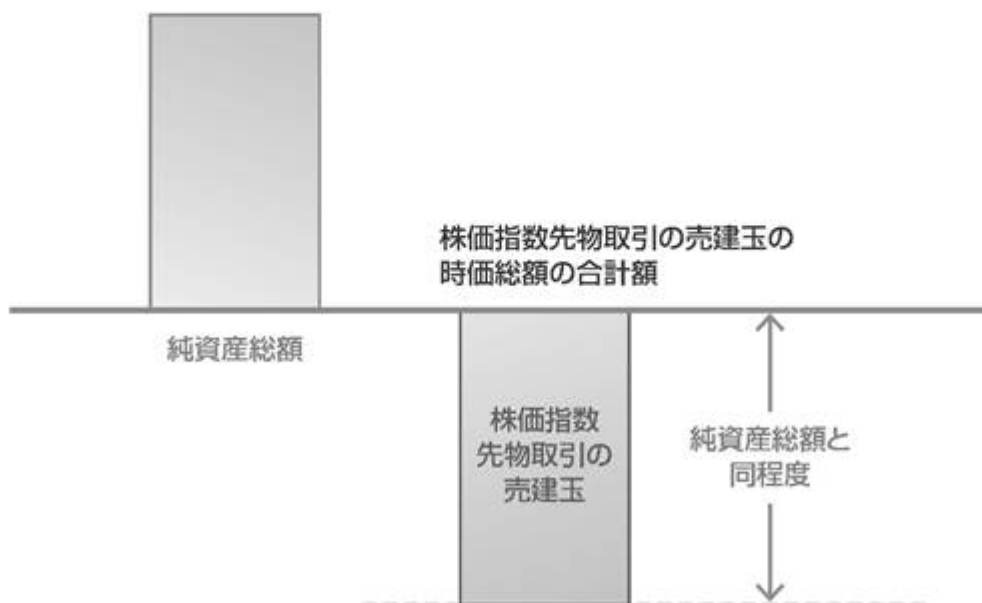 株価指数先物取引の売建玉の
時価総額の合計額
純資産総額
株価指数
先物取引の
売建玉
純資産総額と
同程度